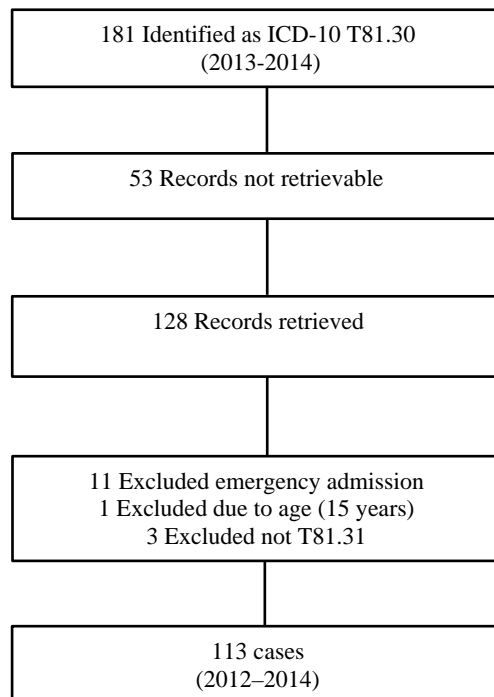 181 Identified as ICD-10 T81.30
(2013-2014)
53 Records not retrievable
128 Records retrieved
11 Excluded emergency admission
1 Excluded due to age (15 years)
3 Excluded not T81.31
113 cases
(2012–2014)